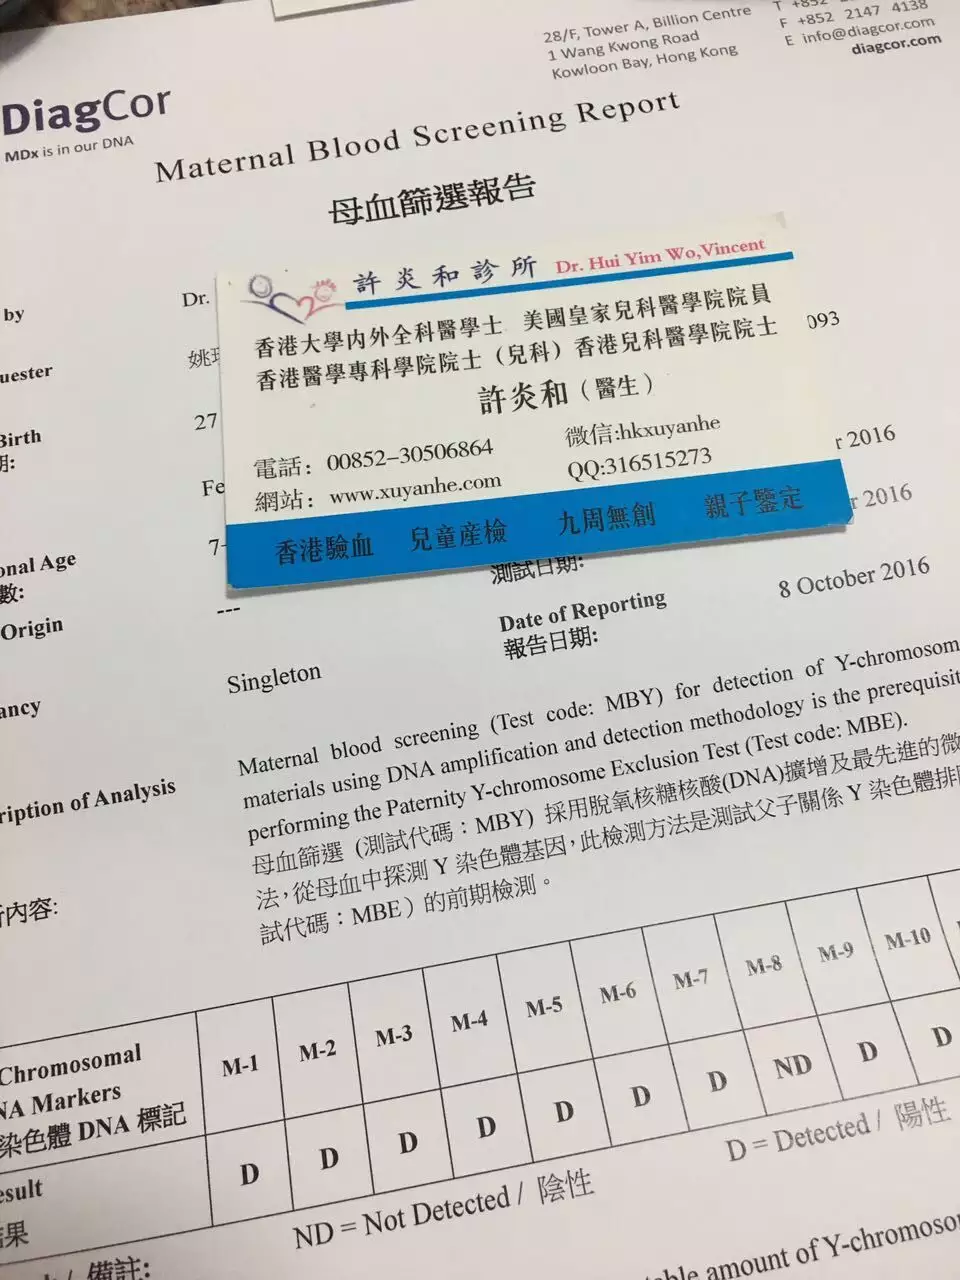 28/F, Tower A, Billion Centre
1 Wang Kwong Road
Kowloon Bay, Hong Kong
T +852
F +852 2147 4138
E info@diagcor.com
diagcor.com
DiagCor
MDx is in our DNA
Maternal Blood Screening Report
母血篩選報告
許炎和診所 Dr. Hui Yim Wo,Vincent
香港大學內外全科醫學士 美國皇家兒科醫學院院員
香港醫學專科學院院士（兒科）香港兒科醫學院院士
許炎和（醫生）
電話：00852-30506864 微信:hkxuyanhe
網站：www.xuyanhe.com QQ:316515273
香港驗血 兒童産檢 九周無創 親子鑒定
by Dr.
uester 姚 093
Birth 27
期: r 2016
Fe
onal Age 7- r 2016
數: 測試日期:
Origin --- Date of Reporting 8 October 2016
報告日期:
ancy Singleton
ription of Analysis
Maternal blood screening (Test code: MBY) for detection of Y-chromosom
materials using DNA amplification and detection methodology is the prerequisit
performing the Paternity Y-chromosome Exclusion Test (Test code: MBE).
母血篩選 (測試代碼：MBY) 採用脫氧核糖核酸(DNA)擴增及最先進的微
法，從母血中探測 Y 染色體基因，此檢測方法是測試父子關係 Y 染色體排
試代碼：MBE）的前期檢測。
內容:
Chromosomal
NA Markers
染色體 DNA 標記
M-1 M-2 M-3 M-4 M-5 M-6 M-7 M-8 M-9 M-10
esult
結果
D D D D D D D ND D D
ND = Not Detected / 陰性 D = Detected / 陽性
/ 備註:
able amount of Y-chromoso